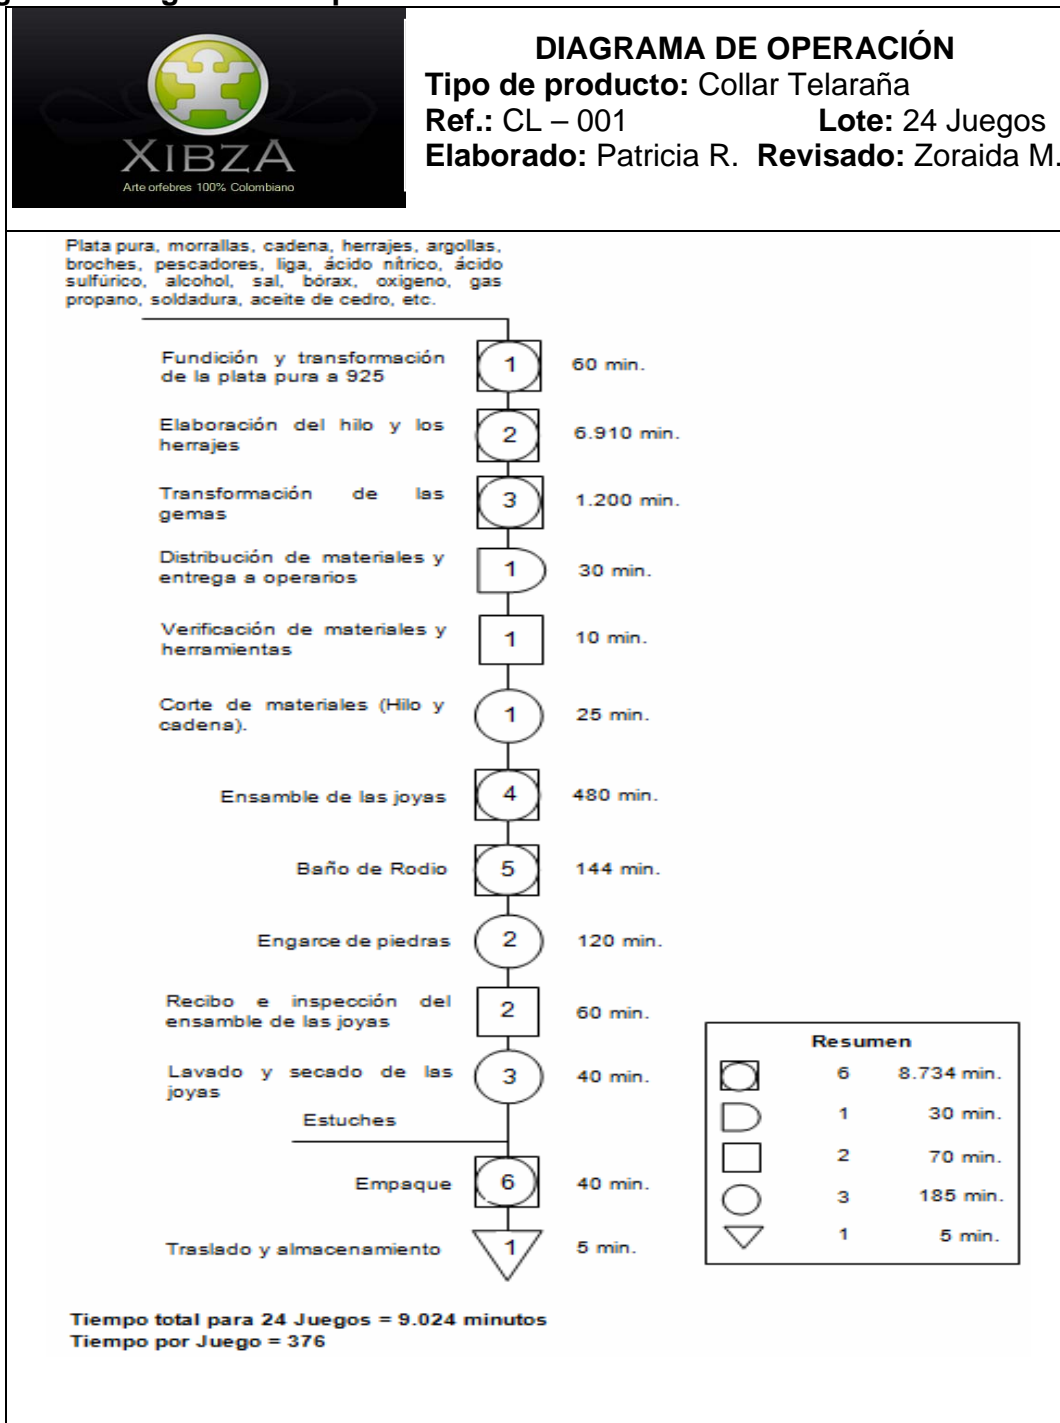 XIBZA
Arte orfebres 100% Colombiano
DIAGRAMA DE OPERACIÓN
Tipo de producto: Collar Telaraña
Ref.: CL – 001 Lote: 24 Juegos
Elaborado: Patricia R. Revisado: Zoraida M.
Plata pura, morrallas, cadena, herrajes, argollas,
broches, pescadores, liga, ácido nítrico, ácido
sulfúrico, alcohol, sal, bórax, oxígeno, gas
propano, soldadura, aceite de cedro, etc.
Fundición y transformación
de la plata pura a 925
1
60 min.
Elaboración del hilo y los
herrajes
2
6.910 min.
Transformación de las
gemas
3
1.200 min.
Distribución de materiales y
entrega a operarios
1
30 min.
Verificación de materiales y
herramientas
1
10 min.
Corte de materiales (Hilo y
cadena).
1
25 min.
Ensamble de las joyas
4
480 min.
Baño de Rodio
5
144 min.
Engarce de piedras
2
120 min.
Recibo e inspección del
ensamble de las joyas
2
60 min.
Lavado y secado de las
joyas
3
40 min.
Estuches
Empaque
6
40 min.
Traslado y almacenamiento
1
5 min.
Resumen
6 8.734 min.
1 30 min.
2 70 min.
3 185 min.
1 5 min.
Tiempo total para 24 Juegos = 9.024 minutos
Tiempo por Juego = 376